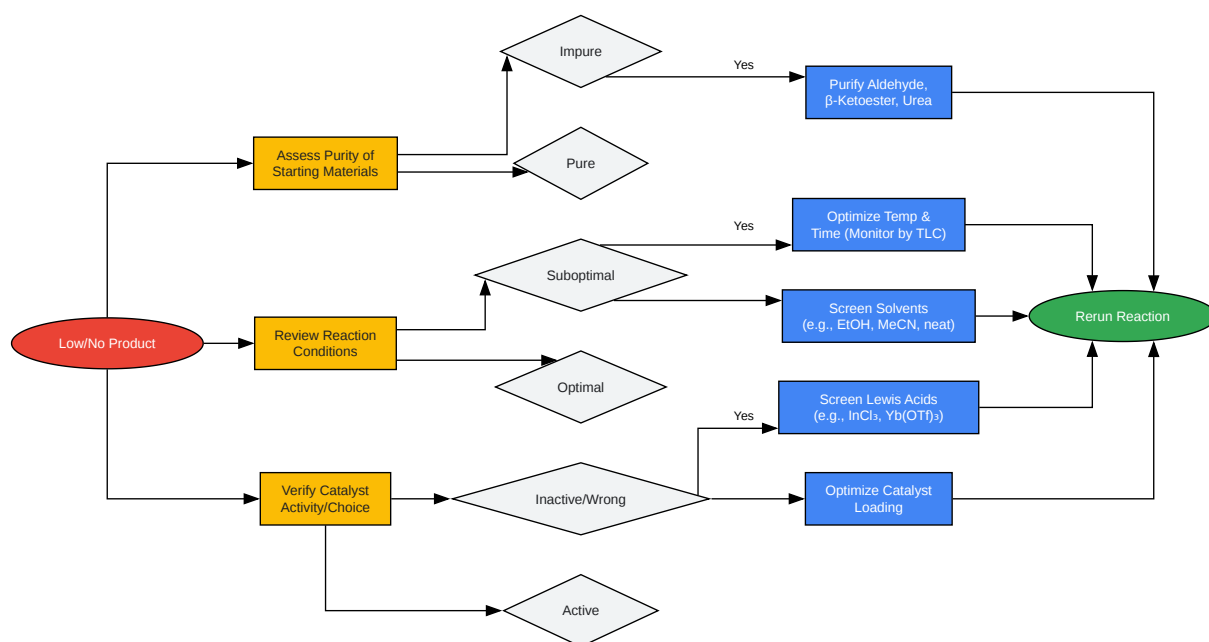 Impure
Yes
Purify Aldehyde,
β-Ketoester, Urea
Assess Purity of
Starting Materials
Pure
Yes
Optimize Temp &
Time (Monitor by TLC)
Suboptimal
Screen Solvents
(e.g., EtOH, MeCN, neat)
Rerun Reaction
Low/No Product
Review Reaction
Conditions
Optimal
Yes
Screen Lewis Acids
(e.g., InCl₃, Yb(OTf)₃)
Verify Catalyst
Activity/Choice
Inactive/Wrong
Optimize Catalyst
Loading
Active